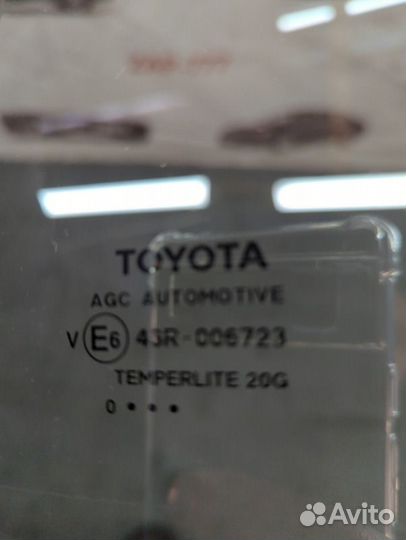 TOYOTA
AGC AUTOMOTIVE
V E6 43R-006723
TEMPERLITE 20G
0 • • •
Avito